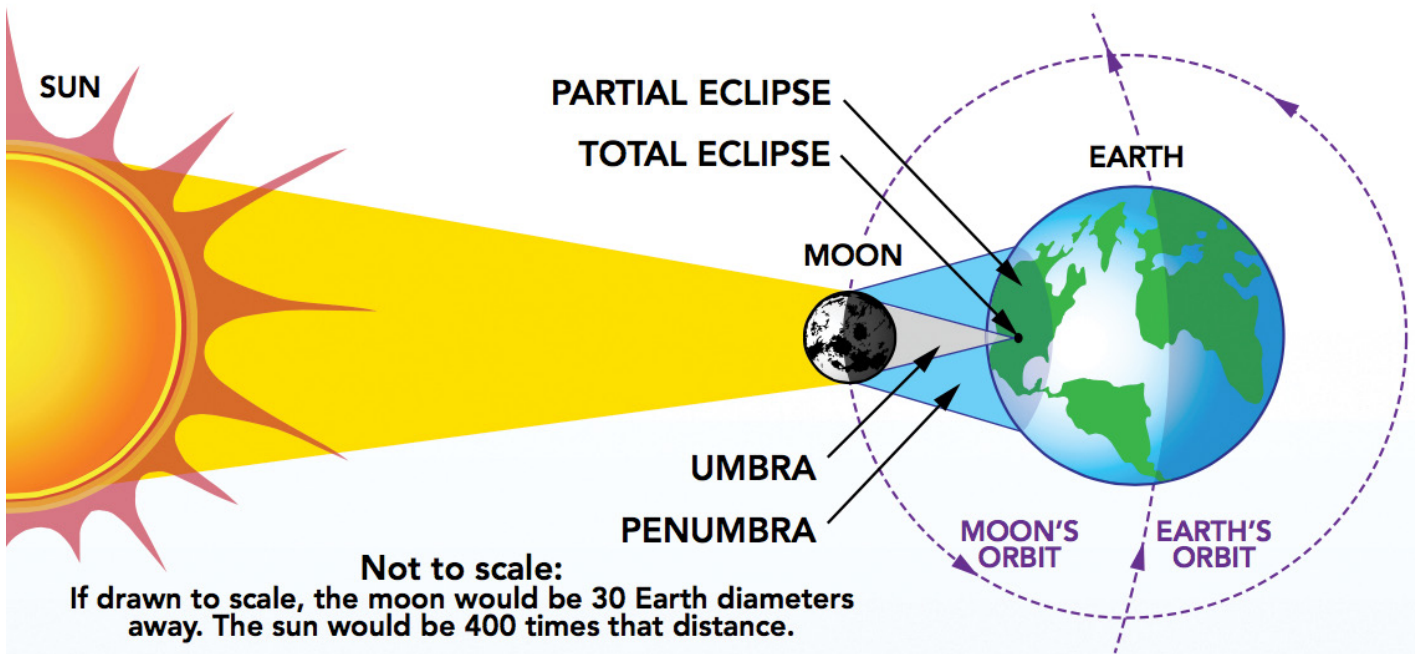 SUN
PARTIAL ECLIPSE
TOTAL ECLIPSE
EARTH
MOON
UMBRA
PENUMBRA
MOON'S
ORBIT
EARTH'S
ORBIT
Not to scale:
If drawn to scale, the moon would be 30 Earth diameters
away. The sun would be 400 times that distance.